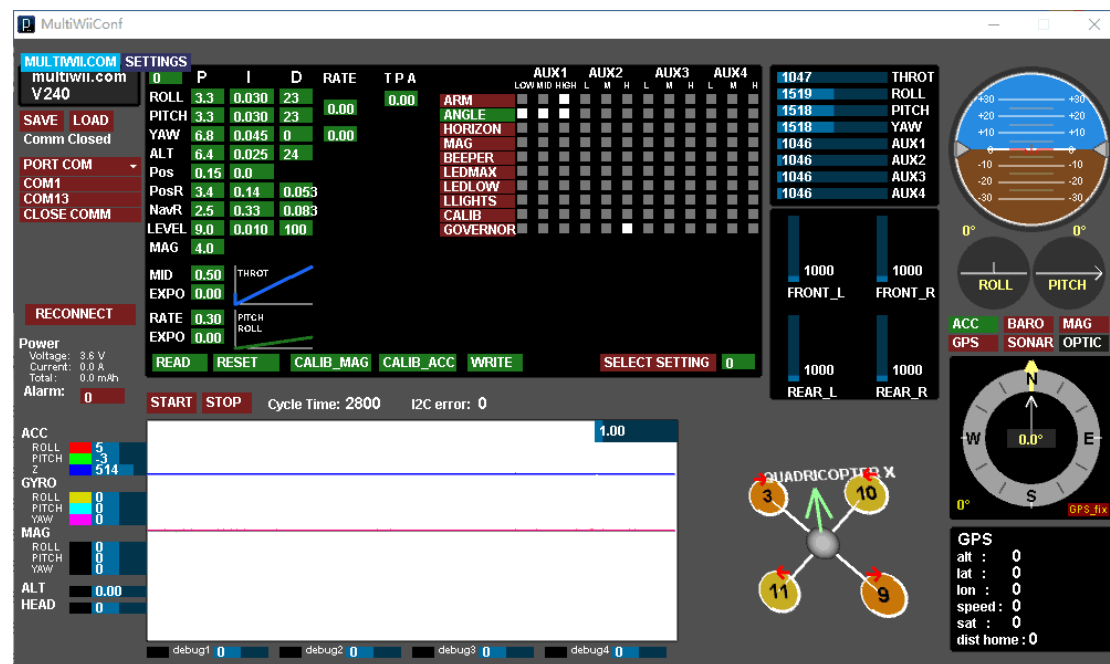 MultiWiiConf
MULTIWII.COM SETTINGS
multiwii.com
V240
SAVE LOAD
Comm Closed
PORT COM
COM1
COM13
CLOSE COMM
RECONNECT
Power
Voltage: 3.6 V
Current: 0.0 A
Total: 0.0 mAh
Alarm: 0
0 P I D RATE T P A
ROLL 3.3 0.030 23 0.00
PITCH 3.3 0.030 23 0.00
YAW 6.8 0.045 0 0.00
ALT 6.4 0.025 24
Pos 0.15 0.0
PosR 3.4 0.14 0.053
NavR 2.5 0.33 0.083
LEVEL 9.0 0.010 100
MAG 4.0
MID 0.50 THROT
EXPO 0.00
RATE 0.30 PITCH
EXPO 0.00 ROLL
AUX1 AUX2 AUX3 AUX4
LOW MID HIGH L M H L M H L M H
ARM
ANGLE
HORIZON
MAG
BEEPER
LEDMAX
LEDLOW
LLIGHTS
CALIB
GOVERNOR
READ RESET CALIB_MAG CALIB_ACC WRITE SELECT SETTING 0
1047 THROT
1519 ROLL
1518 PITCH
1518 YAW
1046 AUX1
1046 AUX2
1046 AUX3
1046 AUX4
1000 1000
FRONT_L FRONT_R
1000 1000
REAR_L REAR_R
+30 +30
+20 +20
+10 +10
0 0
-10 -10
-20 -20
-30 -30
0° 0°
ROLL PITCH
ACC BARO MAG
GPS SONAR OPTIC
N
W 0.0° E
S
0° GPS_fix
START STOP Cycle Time: 2800 I2C error: 0
1.00
ACC
ROLL 5
PITCH -3
Z 514
GYRO
ROLL 0
PITCH 0
YAW 0
MAG
ROLL 0
PITCH 0
YAW 0
ALT 0.00
HEAD 0
debug1 0 debug2 0 debug3 0 debug4 0
QUADRICOPTER X
3 10
11 9
GPS
alt : 0
lat : 0
lon : 0
speed : 0
sat : 0
dist home : 0